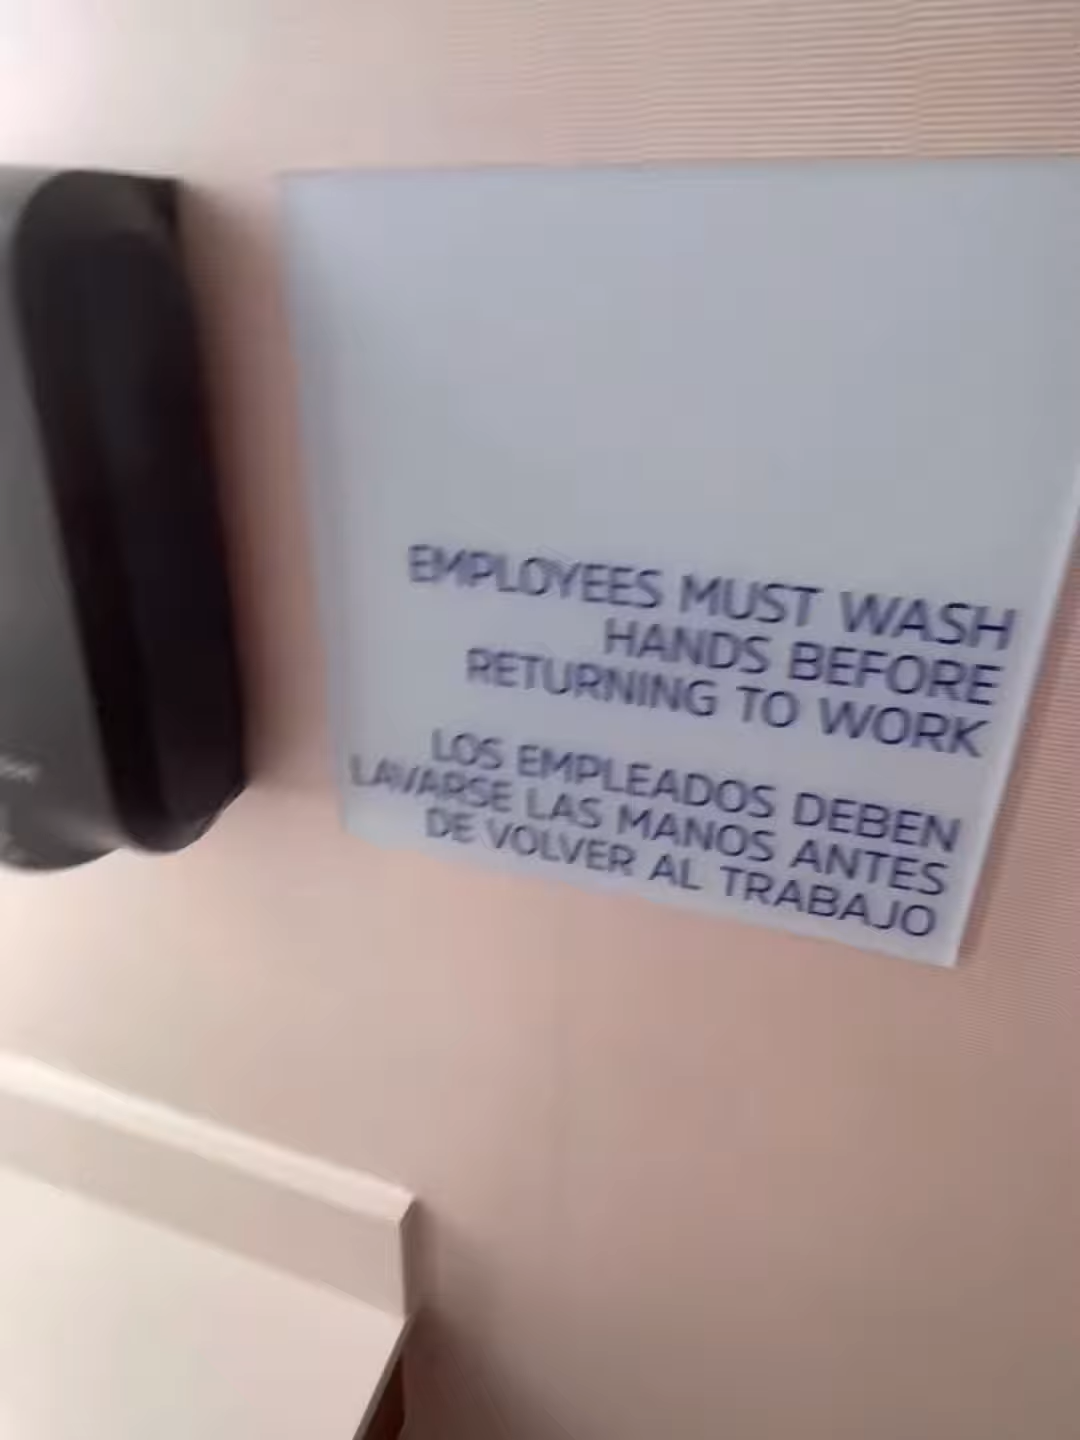 EMPLOYEES MUST WASH
HANDS BEFORE
RETURNING TO WORK
LOS EMPLEADOS DEBEN
LAVARSE LAS MANOS ANTES
DE VOLVER AL TRABAJO